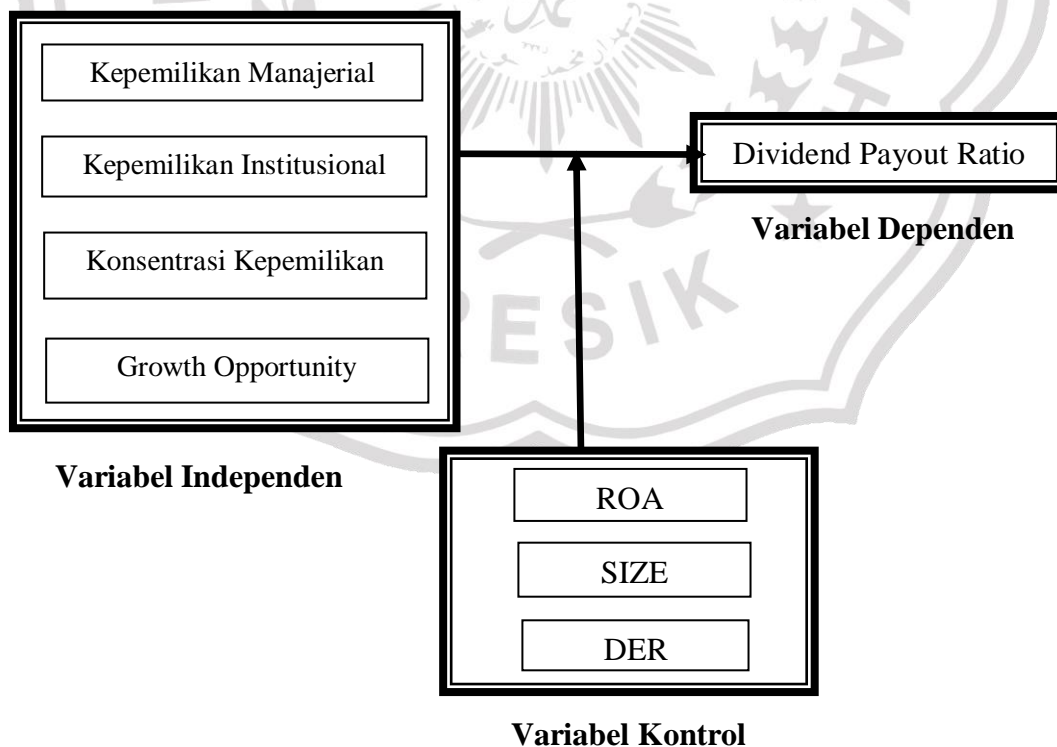 Kepemilikan Manajerial
Kepemilikan Institusional
Konsentrasi Kepemilikan
Growth Opportunity
Variabel Independen
Dividend Payout Ratio
Variabel Dependen
ROA
SIZE
DER
Variabel Kontrol